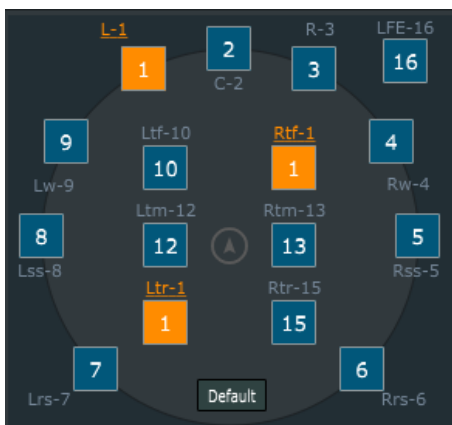 L-1
1
2
C-2
R-3
3
LFE-16
16
9
Lw-9
Ltf-10
10
Rtf-1
1
4
Rw-4
8
Lss-8
Ltm-12
12
Rtm-13
13
5
Rss-5
Ltr-1
1
Rtr-15
15
7
Lrs-7
6
Rrs-6
Default